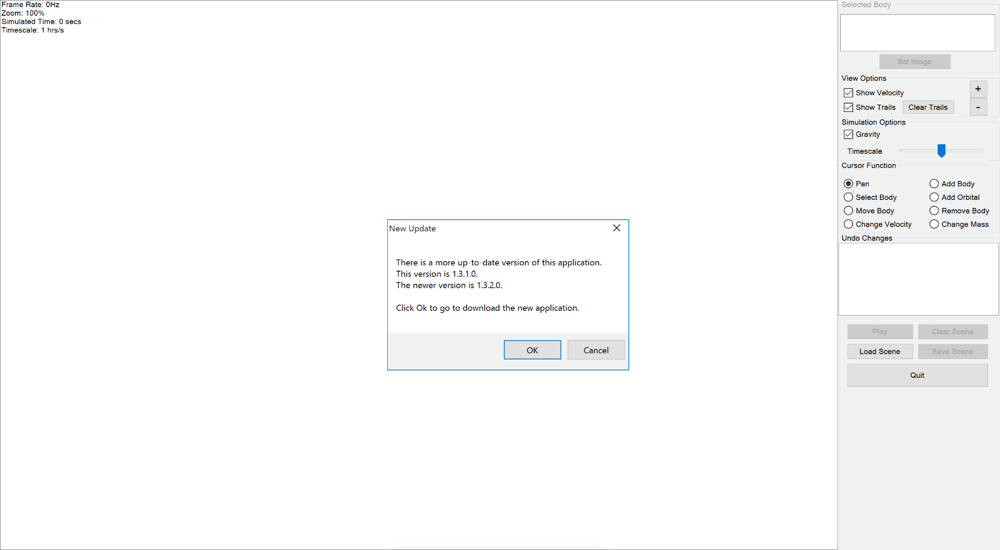 Frame Rate: 0Hz
Zoom: 100%
Simulated Time: 0 secs
Timescale: 1 hrs/s
Selected Body
Set Image
View Options
Show Velocity
+
Show Trails
Clear Trails
-
Simulation Options
Gravity
Timescale
Cursor Function
Pan
Add Body
Select Body
Add Orbital
Move Body
Remove Body
Change Velocity
Change Mass
Undo Changes
Play
Clear Scene
Load Scene
Save Scene
Quit
New Update
There is a more up-to-date version of this application.
This version is 1.3.1.0.
The newer version is 1.3.2.0.
Click Ok to go to download the new application.
OK
Cancel